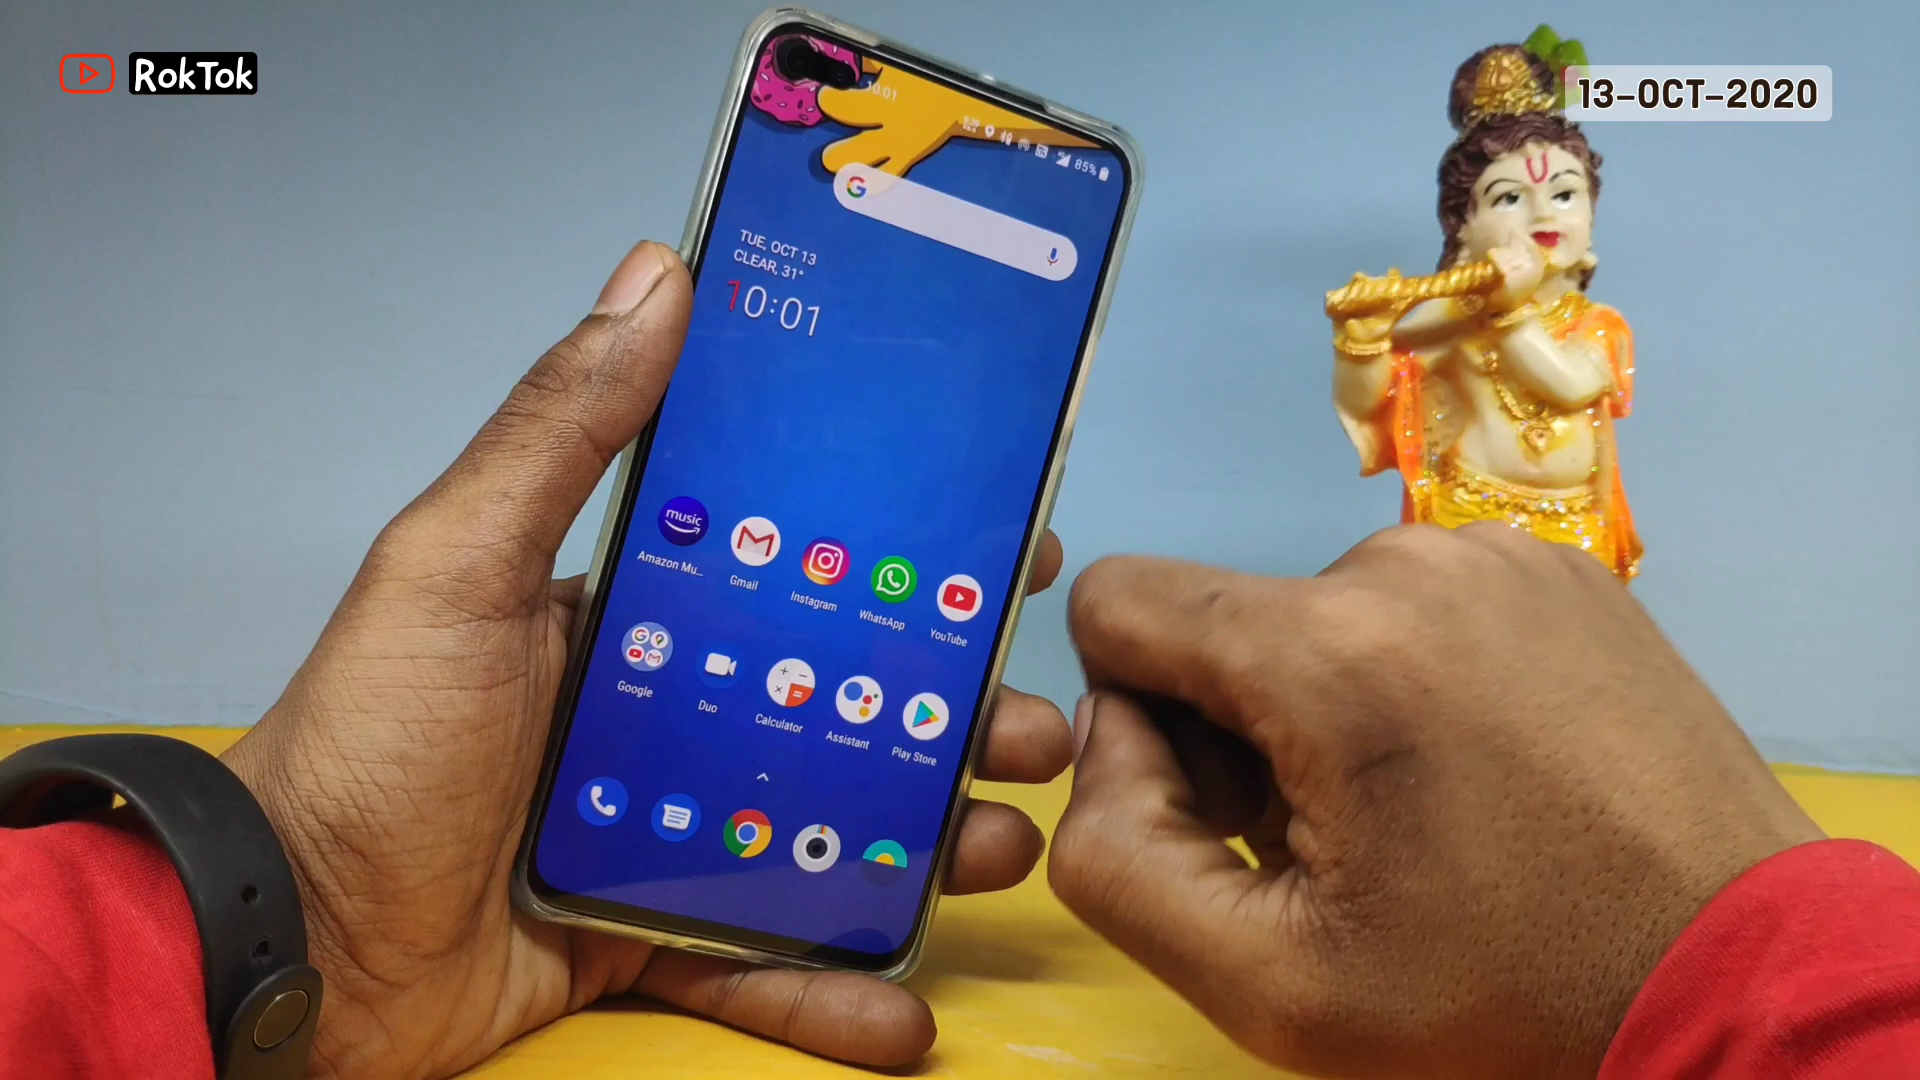 RokTok
13-OCT-2020
10:01
85%
G
TUE, OCT 13
CLEAR, 31°
10:01
music
Amazon Mu...
Gmail
Instagram
WhatsApp
YouTube
Google
Duo
Calculator
Assistant
Play Store